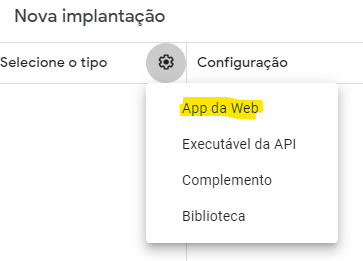 Nova implantação
Selecione o tipo
Configuração
App da Web
Executável da API
Complemento
Biblioteca